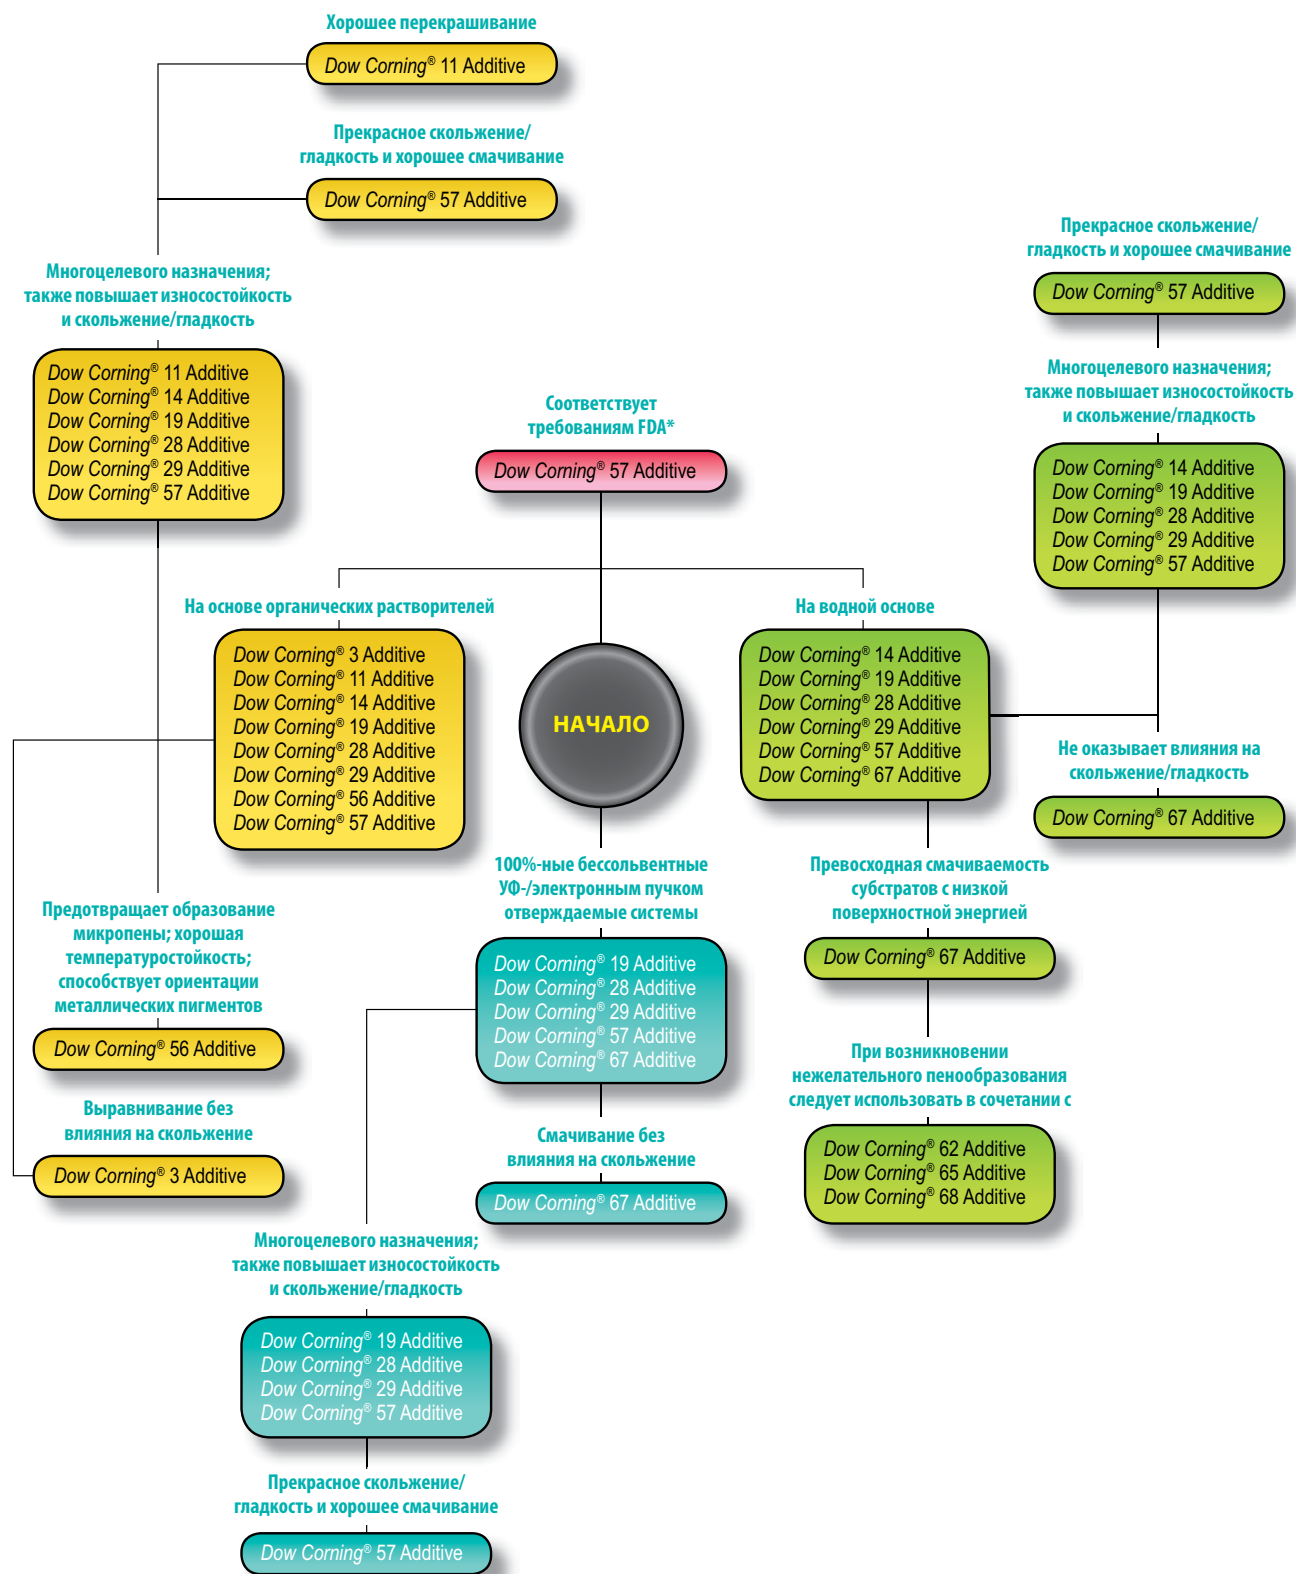 Хорошее перекрашивание
Dow Corning® 11 Additive
Прекрасное скольжение/
гладкость и хорошее смачивание
Dow Corning® 57 Additive
Многоцелевого назначения;
также повышает износостойкость
и скольжение/гладкость
Dow Corning® 11 Additive
Dow Corning® 14 Additive
Dow Corning® 19 Additive
Dow Corning® 28 Additive
Dow Corning® 29 Additive
Dow Corning® 57 Additive
Прекрасное скольжение/
гладкость и хорошее смачивание
Dow Corning® 57 Additive
Многоцелевого назначения;
также повышает износостойкость
и скольжение/гладкость
Dow Corning® 14 Additive
Dow Corning® 19 Additive
Dow Corning® 28 Additive
Dow Corning® 29 Additive
Dow Corning® 57 Additive
Соответствует
требованиям FDA*
Dow Corning® 57 Additive
На основе органических растворителей
Dow Corning® 3 Additive
Dow Corning® 11 Additive
Dow Corning® 14 Additive
Dow Corning® 19 Additive
Dow Corning® 28 Additive
Dow Corning® 29 Additive
Dow Corning® 56 Additive
Dow Corning® 57 Additive
НАЧАЛО
На водной основе
Dow Corning® 14 Additive
Dow Corning® 19 Additive
Dow Corning® 28 Additive
Dow Corning® 29 Additive
Dow Corning® 57 Additive
Dow Corning® 67 Additive
Не оказывает влияния на
скольжение/гладкость
Dow Corning® 67 Additive
Предотвращает образование
микропены; хорошая
температуростойкость;
способствует ориентации
металлических пигментов
Dow Corning® 56 Additive
Выравнивание без
влияния на скольжение
Dow Corning® 3 Additive
100%-ные бессольвентные
УФ-/электронным пучком
отверждаемые системы
Dow Corning® 19 Additive
Dow Corning® 28 Additive
Dow Corning® 29 Additive
Dow Corning® 57 Additive
Dow Corning® 67 Additive
Смачивание без
влияния на скольжение
Dow Corning® 67 Additive
Превосходная смачиваемость
субстратов с низкой
поверхностной энергией
Dow Corning® 67 Additive
При возникновении
нежелательного пенообразования
следует использовать в сочетании с
Dow Corning® 62 Additive
Dow Corning® 65 Additive
Dow Corning® 68 Additive
Многоцелевого назначения;
также повышает износостойкость
и скольжение/гладкость
Dow Corning® 19 Additive
Dow Corning® 28 Additive
Dow Corning® 29 Additive
Dow Corning® 57 Additive
Прекрасное скольжение/
гладкость и хорошее смачивание
Dow Corning® 57 Additive